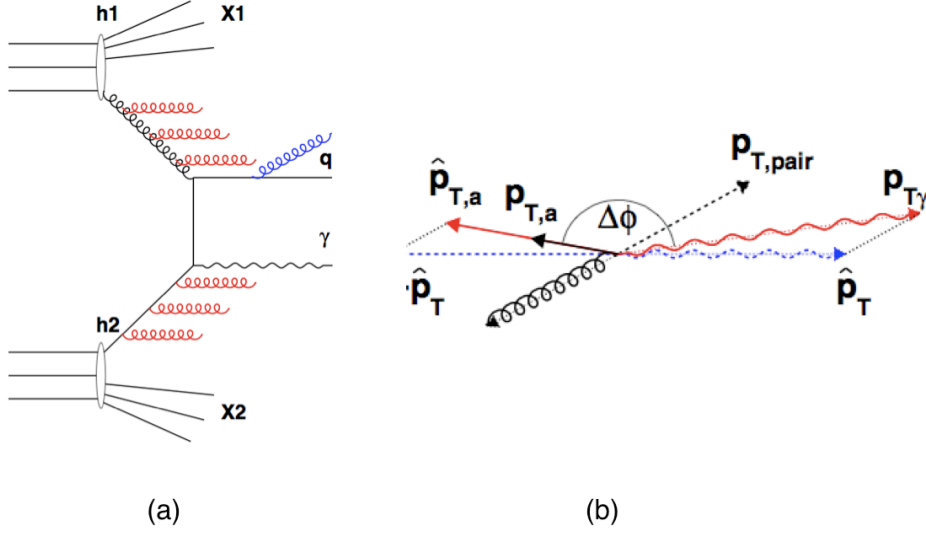 h1 X1
q
γ
h2
X2
(a)
p̂T,a
pT,a
Δϕ
pT,pair
pTγ
-p̂T
p̂T
(b)